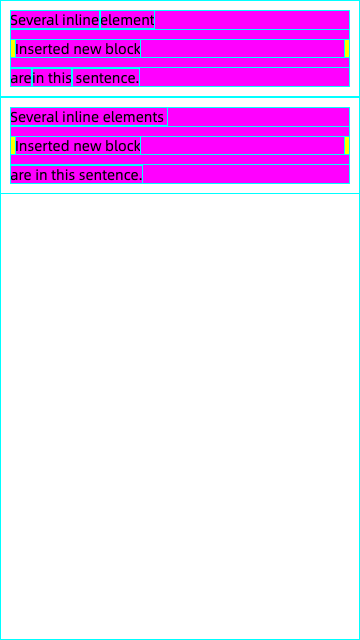 Several inline element
inserted new block
are in this sentence.
Several inline elements
inserted new block
are in this sentence.